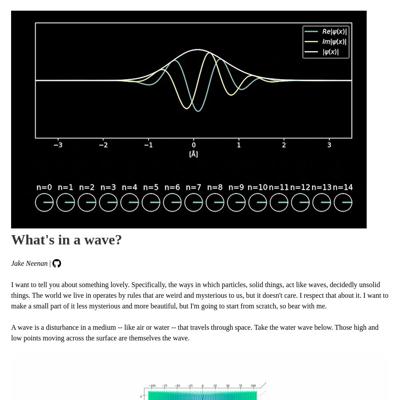 Re|ψ(x)|
Im|ψ(x)|
|ψ(x)|
−3 −2 −1 0 1 2 3
[Å]
n=0 n=1 n=2 n=3 n=4 n=5 n=6 n=7 n=8 n=9 n=10 n=11 n=12 n=13 n=14
What's in a wave?
Jake Neenan |
I want to tell you about something lovely. Specifically, the ways in which particles, solid things, act like waves, decidedly unsolid
things. The world we live in operates by rules that are weird and mysterious to us, but it doesn't care. I respect that about it. I want to
make a small part of it less mysterious and more beautiful, but I'm going to start from scratch, so bear with me.
A wave is a disturbance in a medium -- like air or water -- that travels through space. Take the water wave below. Those high and
low points moving across the surface are themselves the wave.